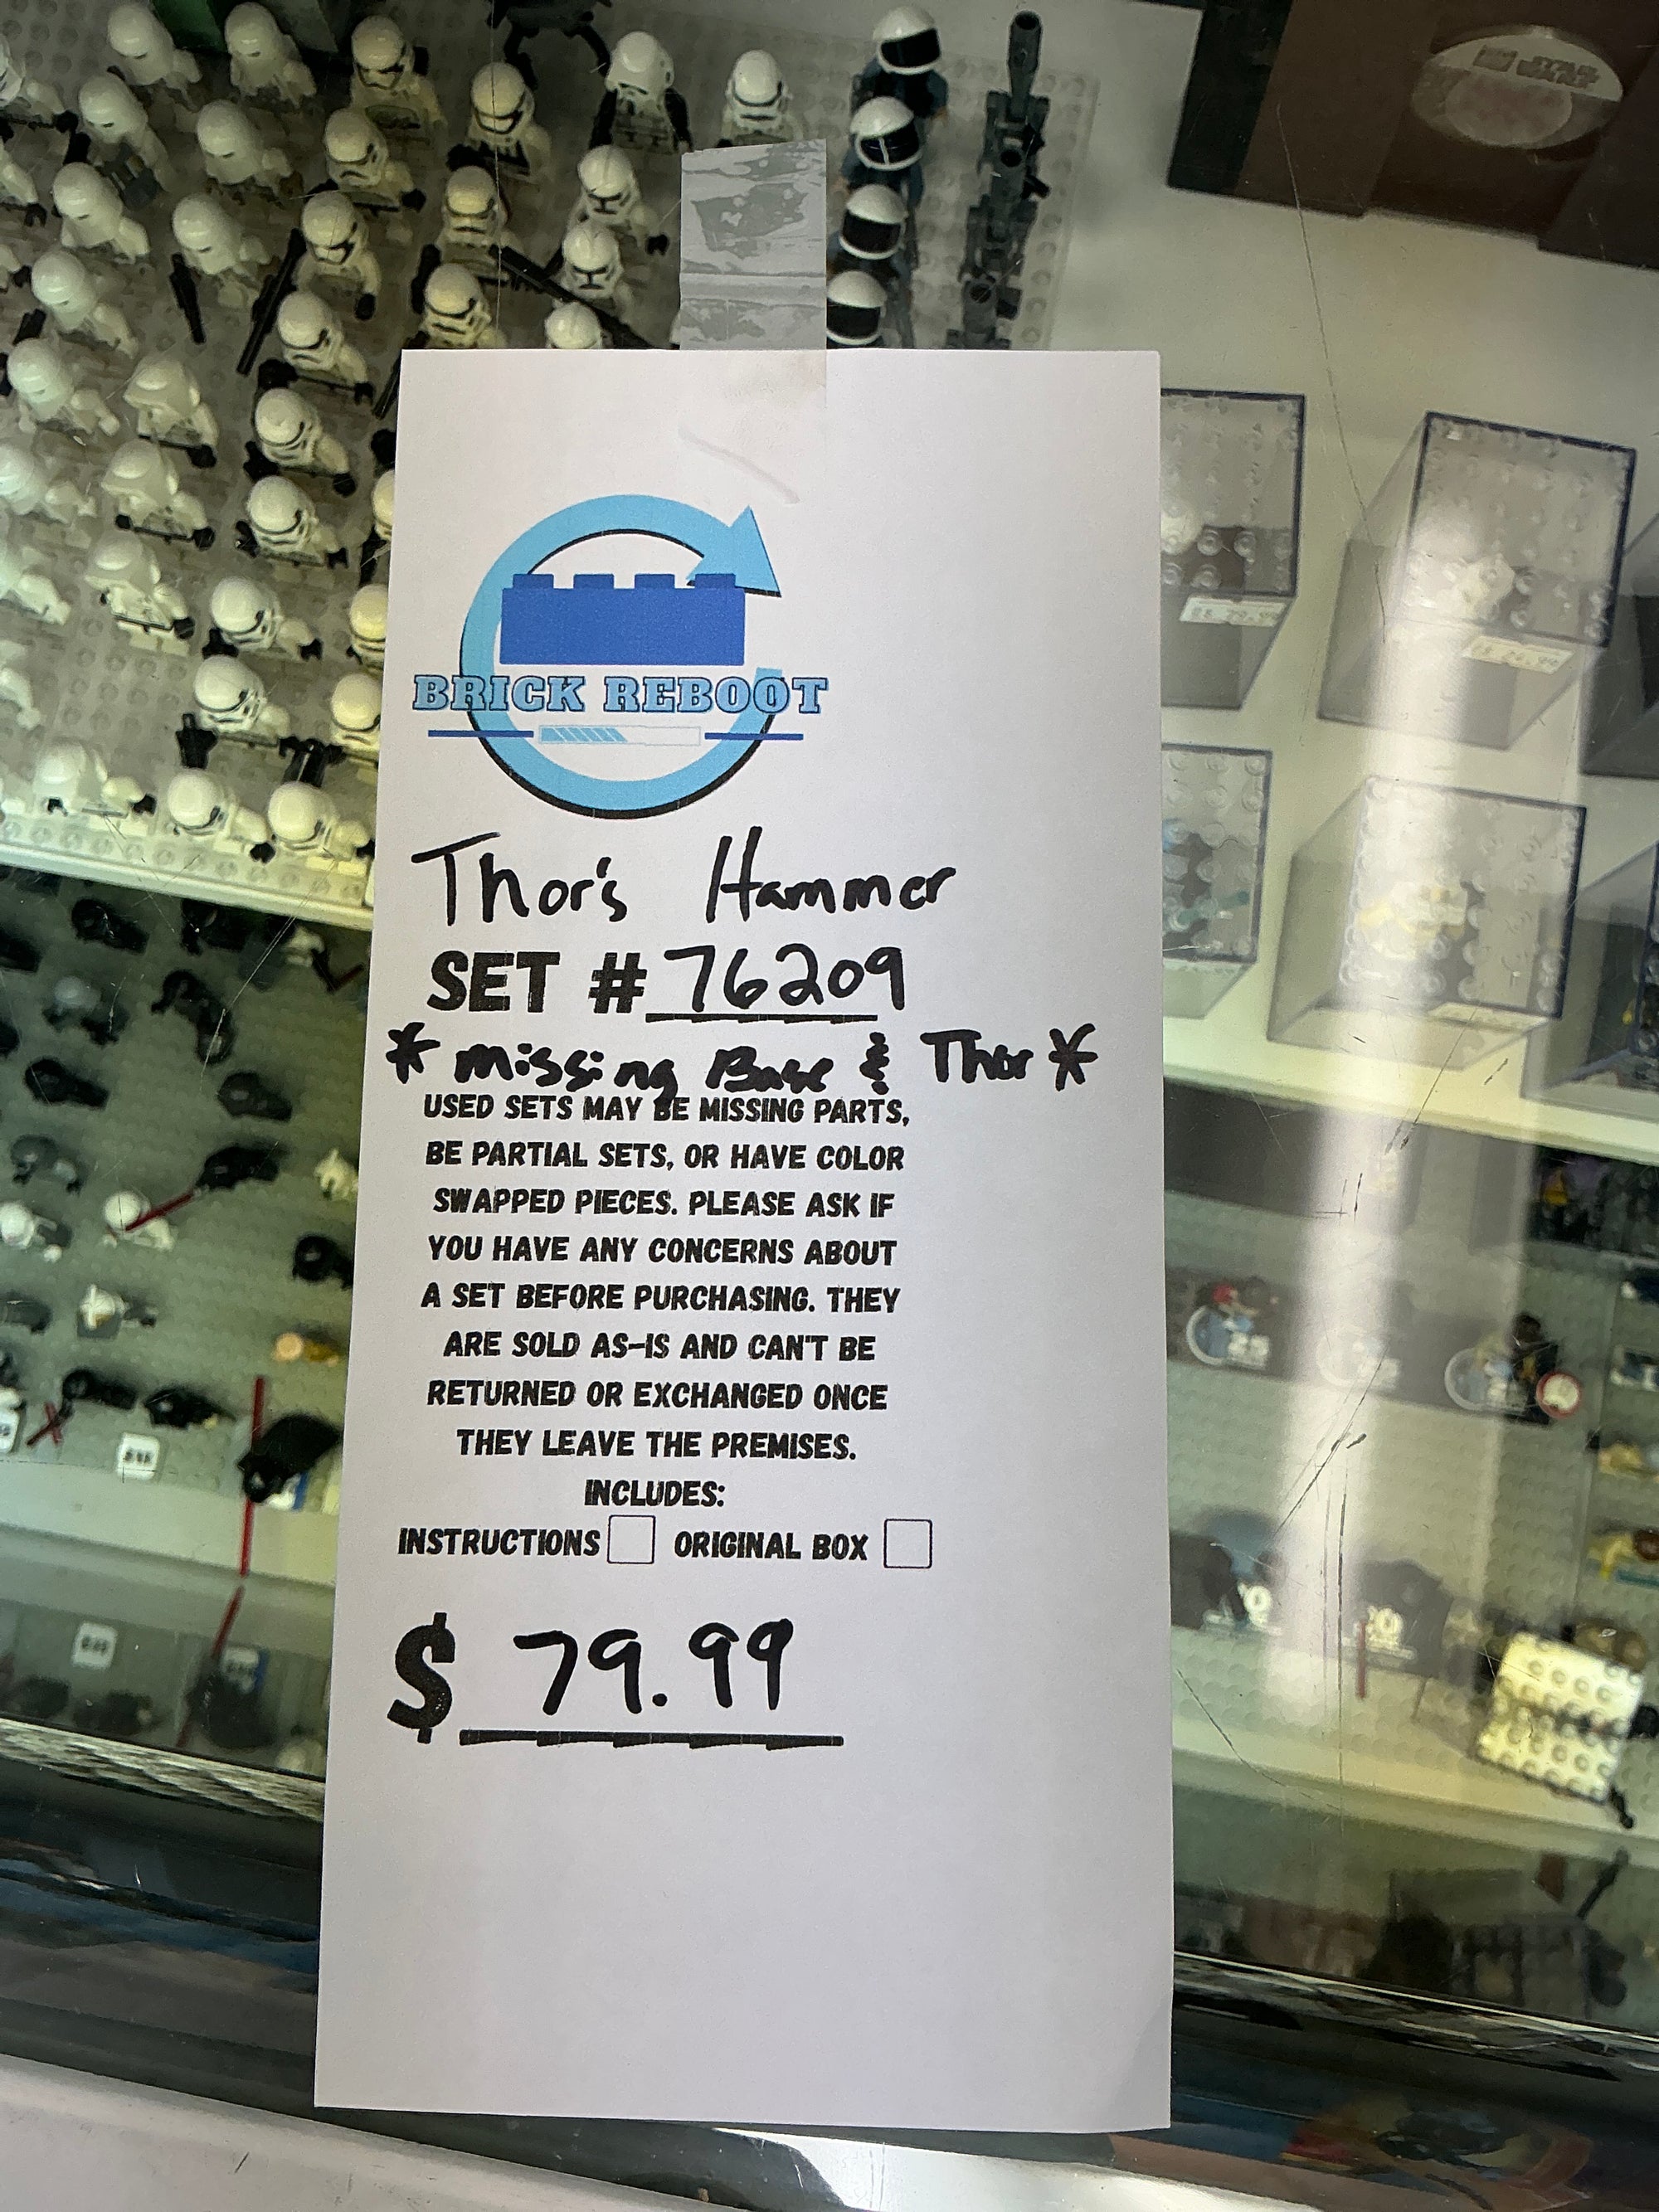 STAR WARS
BRICK REBOOT
Thor's Hammer
SET # 76209
* missing Base & Thor *
USED SETS MAY BE MISSING PARTS,
BE PARTIAL SETS, OR HAVE COLOR
SWAPPED PIECES. PLEASE ASK IF
YOU HAVE ANY CONCERNS ABOUT
A SET BEFORE PURCHASING. THEY
ARE SOLD AS-IS AND CAN'T BE
RETURNED OR EXCHANGED ONCE
THEY LEAVE THE PREMISES.
INCLUDES:
INSTRUCTIONS ORIGINAL BOX
$ 79.99